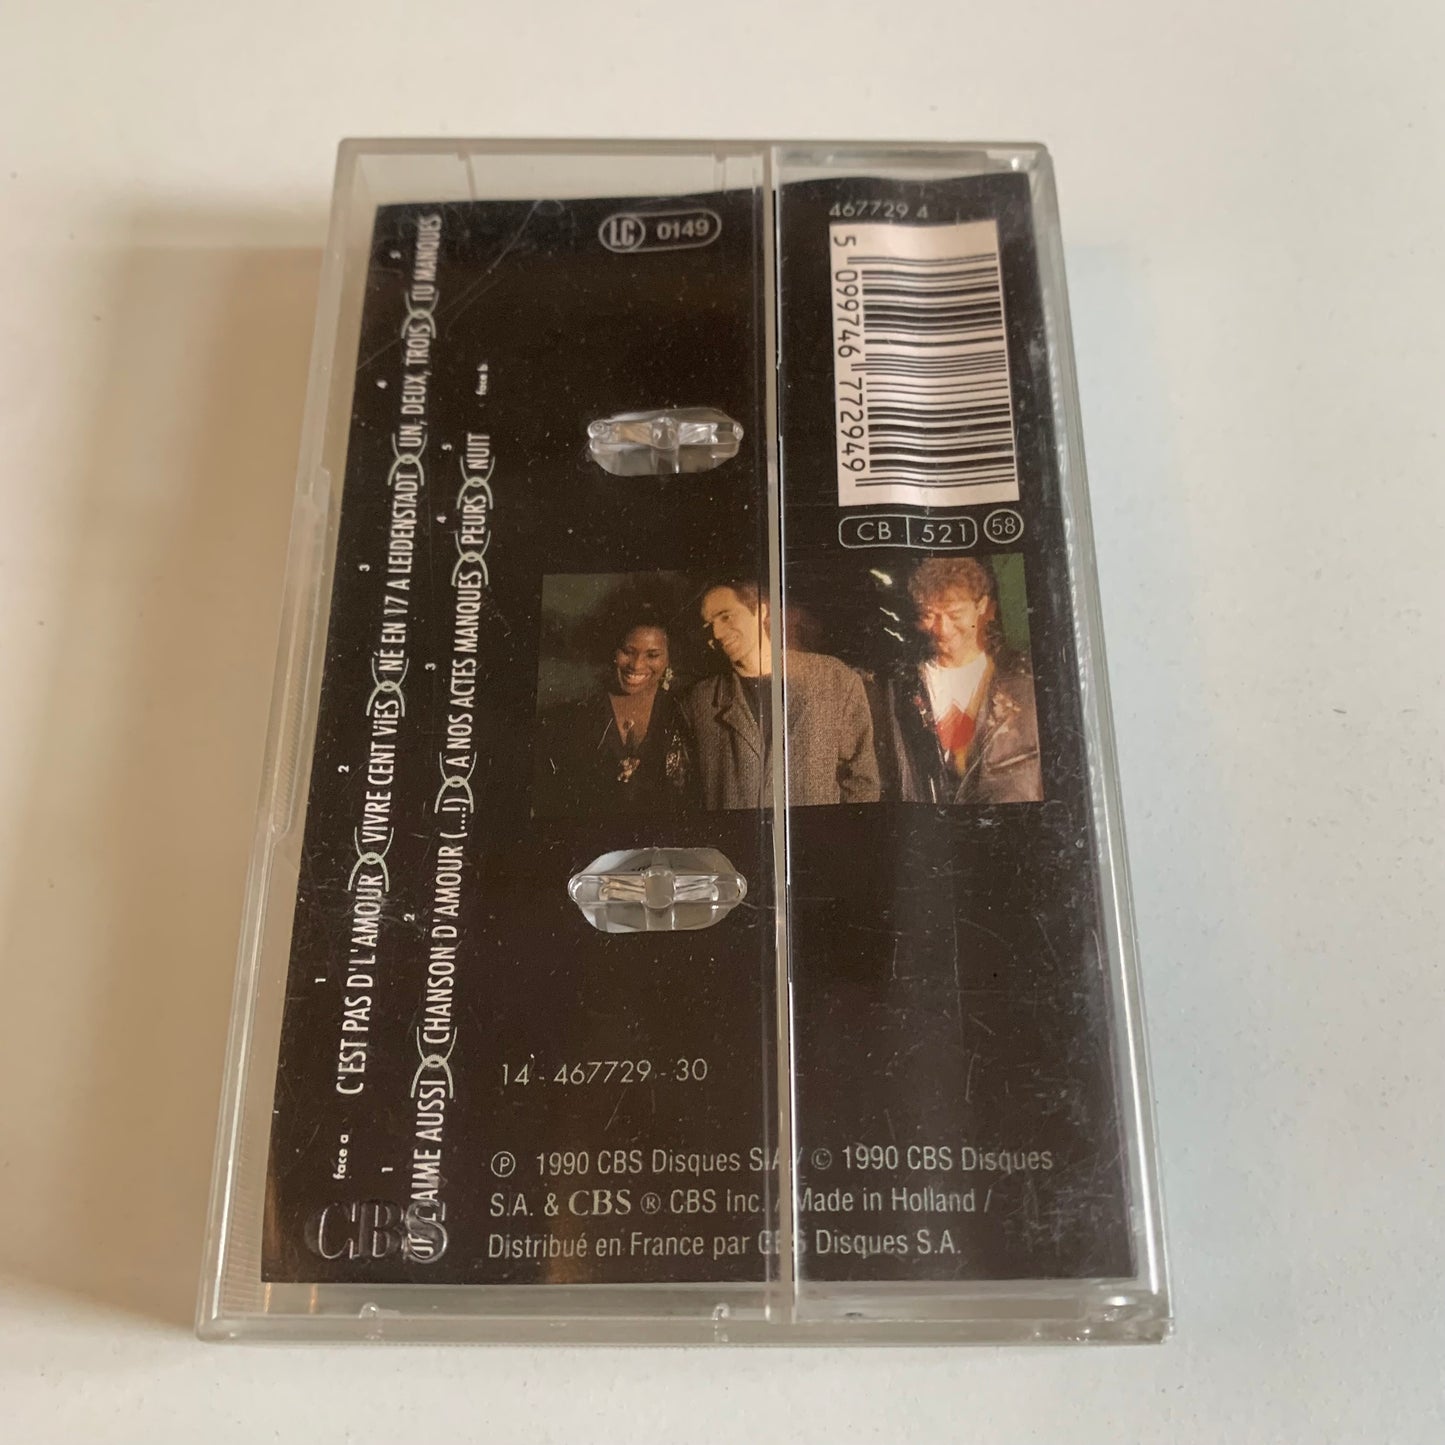 face a
1 C'EST PAS D'L'AMOUR 2 VIVRE CENT VIES 3 NÉ EN 17 A LEIDENSTADT 4 UN, DEUX, TROIS 5 TU MANQUES
face b
1 AIME AUSSI 2 CHANSON D'AMOUR (...!) 3 A NOS ACTES MANQUES 4 PEURS 5 NUIT
LC 0149
467729 4
5 099746 772949
CB 521 58
14 - 467729 - 30
℗ 1990 CBS Disques S.A. / © 1990 CBS Disques
S.A. & CBS ® CBS Inc. / Made in Holland /
Distribué en France par CBS Disques S.A.
CBS